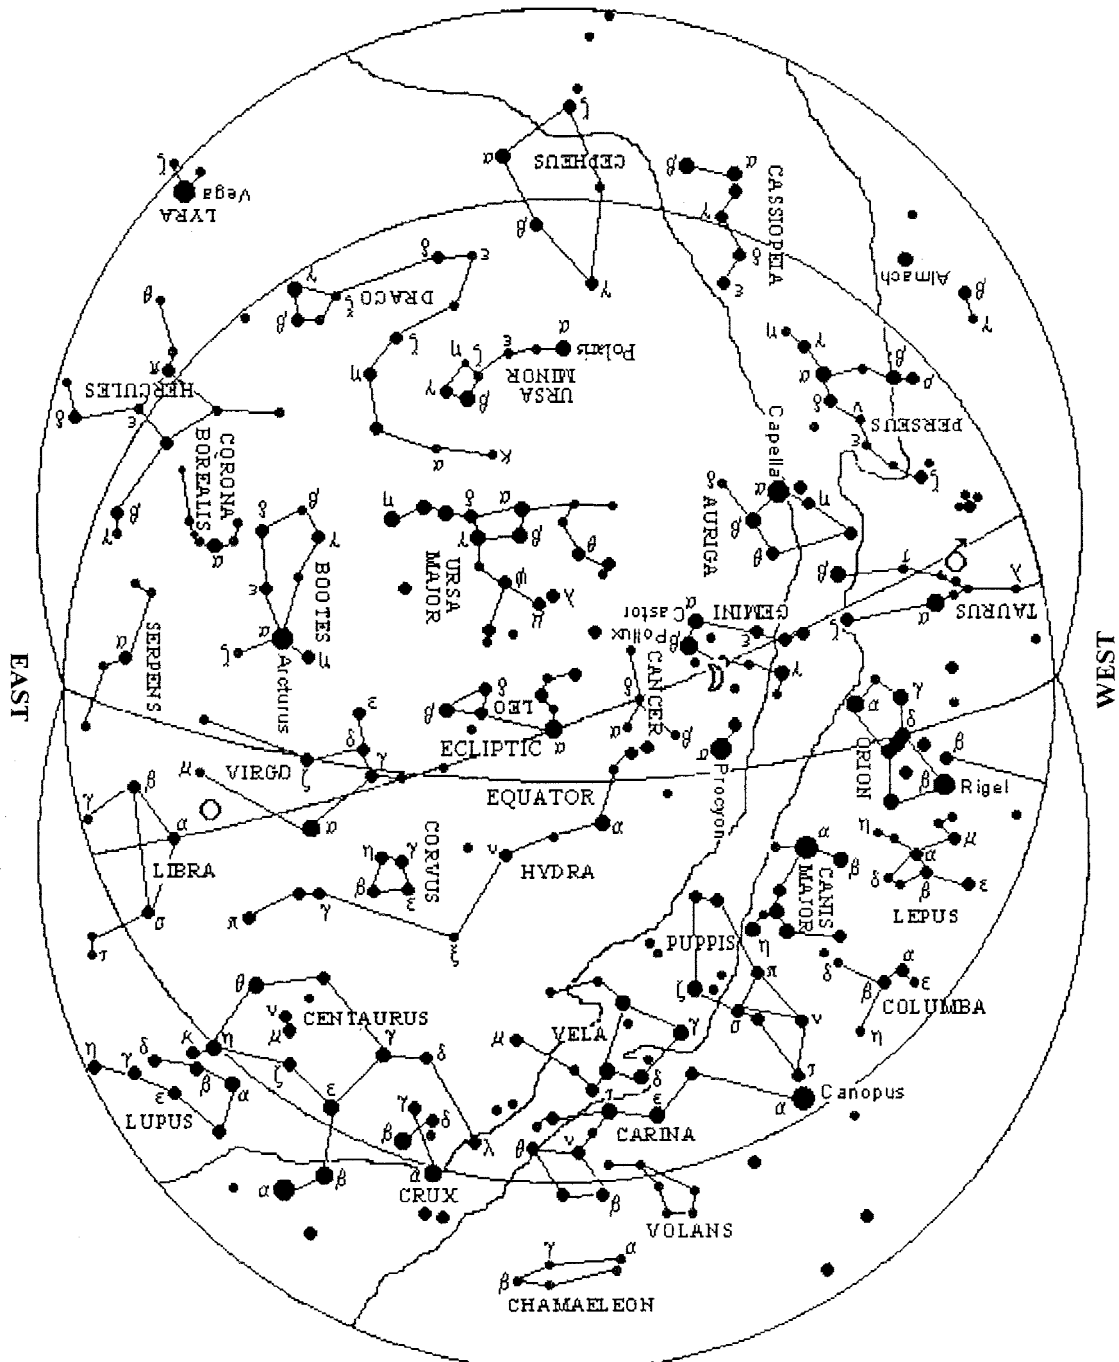 ζ
α
CEPHEUS
β
γ
β
α
CASSIOPEIA
γ
δ
ε
ζ
Vega
LYRA
Almach
β
γ
δ
ε
γ
DRACO
β
ξ
ζ
η
α
κ
θ
π
HERCULES
δ
ε
β
γ
α
Polaris
ε
ζ
η
URSA
MINOR
γ
β
η
γ
α
β
ρ
δ
ν
PERSEUS
ε
ζ
Capella
α
δ
η
β
θ
AURIGA
CORONA
BOREALIS
α
β
δ
γ
BOOTES
ε
α
ζ
η
Arcturus
η
δ
α
γ
β
URSA
MAJOR
θ
ψ
λ
μ
β
τ
λ
α
ζ
TAURUS
α
Castor
GEMINI
β
Pollux
ε
γ
SERPENS
α
EAST
WEST
CANCER
δ
α
β
δ
LEO
β
ECLIPTIC
α
ε
δ
γ
VIRGO
ζ
μ
α
EQUATOR
α
Procyon
γ
α
δ
ORION
β
β
Rigel
γ
β
α
LIBRA
σ
τ
CORVUS
η
γ
β
ε
ν
HYDRA
α
π
γ
ξ
α
β
CANIS
MAJOR
η
η
μ
α
δ
β
ε
LEPUS
PUPPIS
π
ζ
σ
ν
τ
δ
α
β
ε
COLUMBA
η
θ
CENTAURUS
ν
μ
κ
η
γ
δ
ζ
ε
λ
β
α
η
γ
δ
β
α
ε
LUPUS
VELA
μ
γ
δ
α
Canopus
τ
ε
CARINA
θ
ν
β
γ
δ
β
α
CRUX
VOLANS
γ
α
β
CHAMAELEON